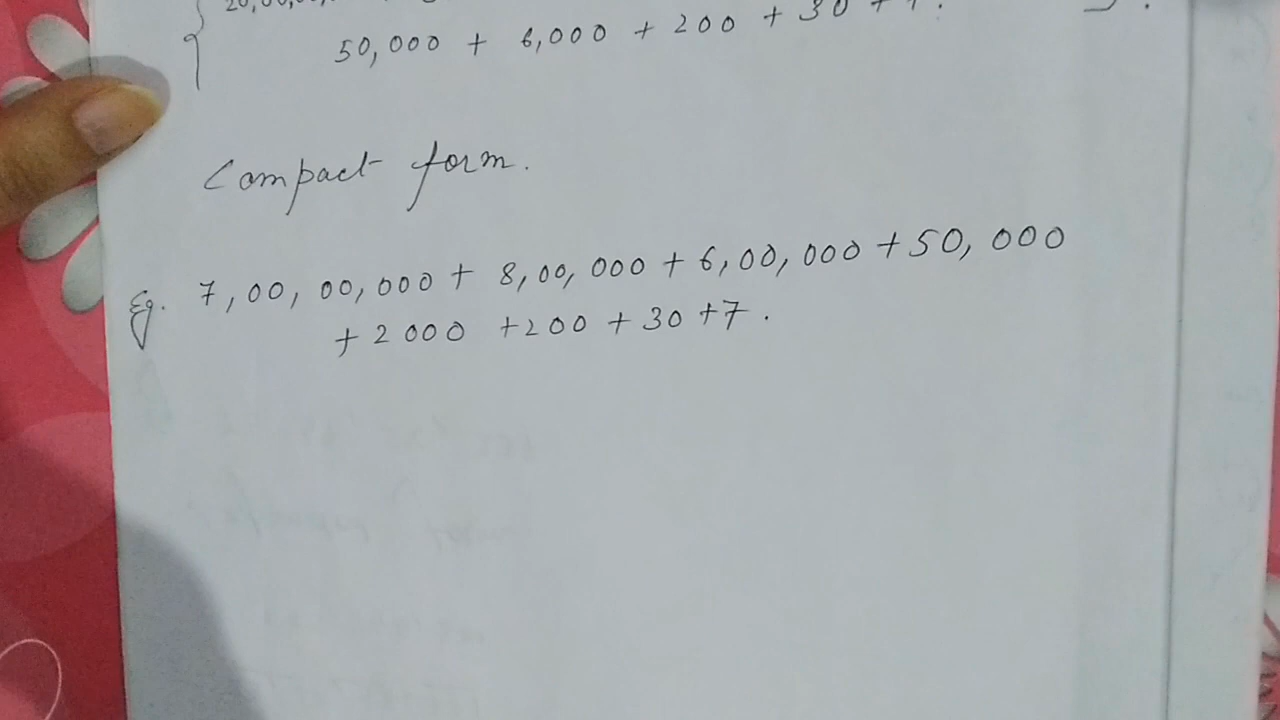 50,000 + 6,000 + 200 + 30 +
Compact form.
Eg. 7,00,00,000 + 8,00,000 + 6,00,000 + 50,000
+ 2000 + 200 + 30 + 7.